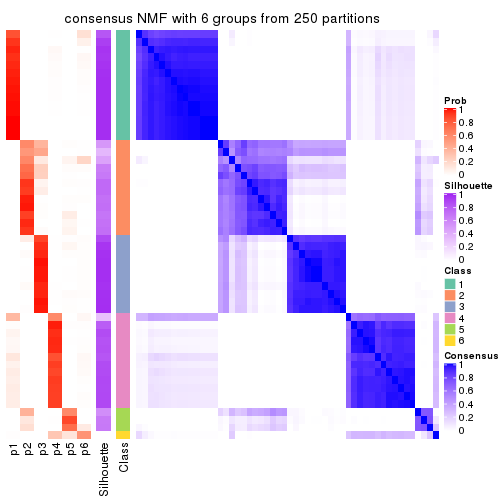 consensus NMF with 6 groups from 250 partitions
p1
p2
p3
p4
p5
p6
Silhouette
Class
Prob
1
0.8
0.6
0.4
0.2
0
Silhouette
1
0.8
0.6
0.4
0.2
0
Class
1
2
3
4
5
6
Consensus
1
0.8
0.6
0.4
0.2
0